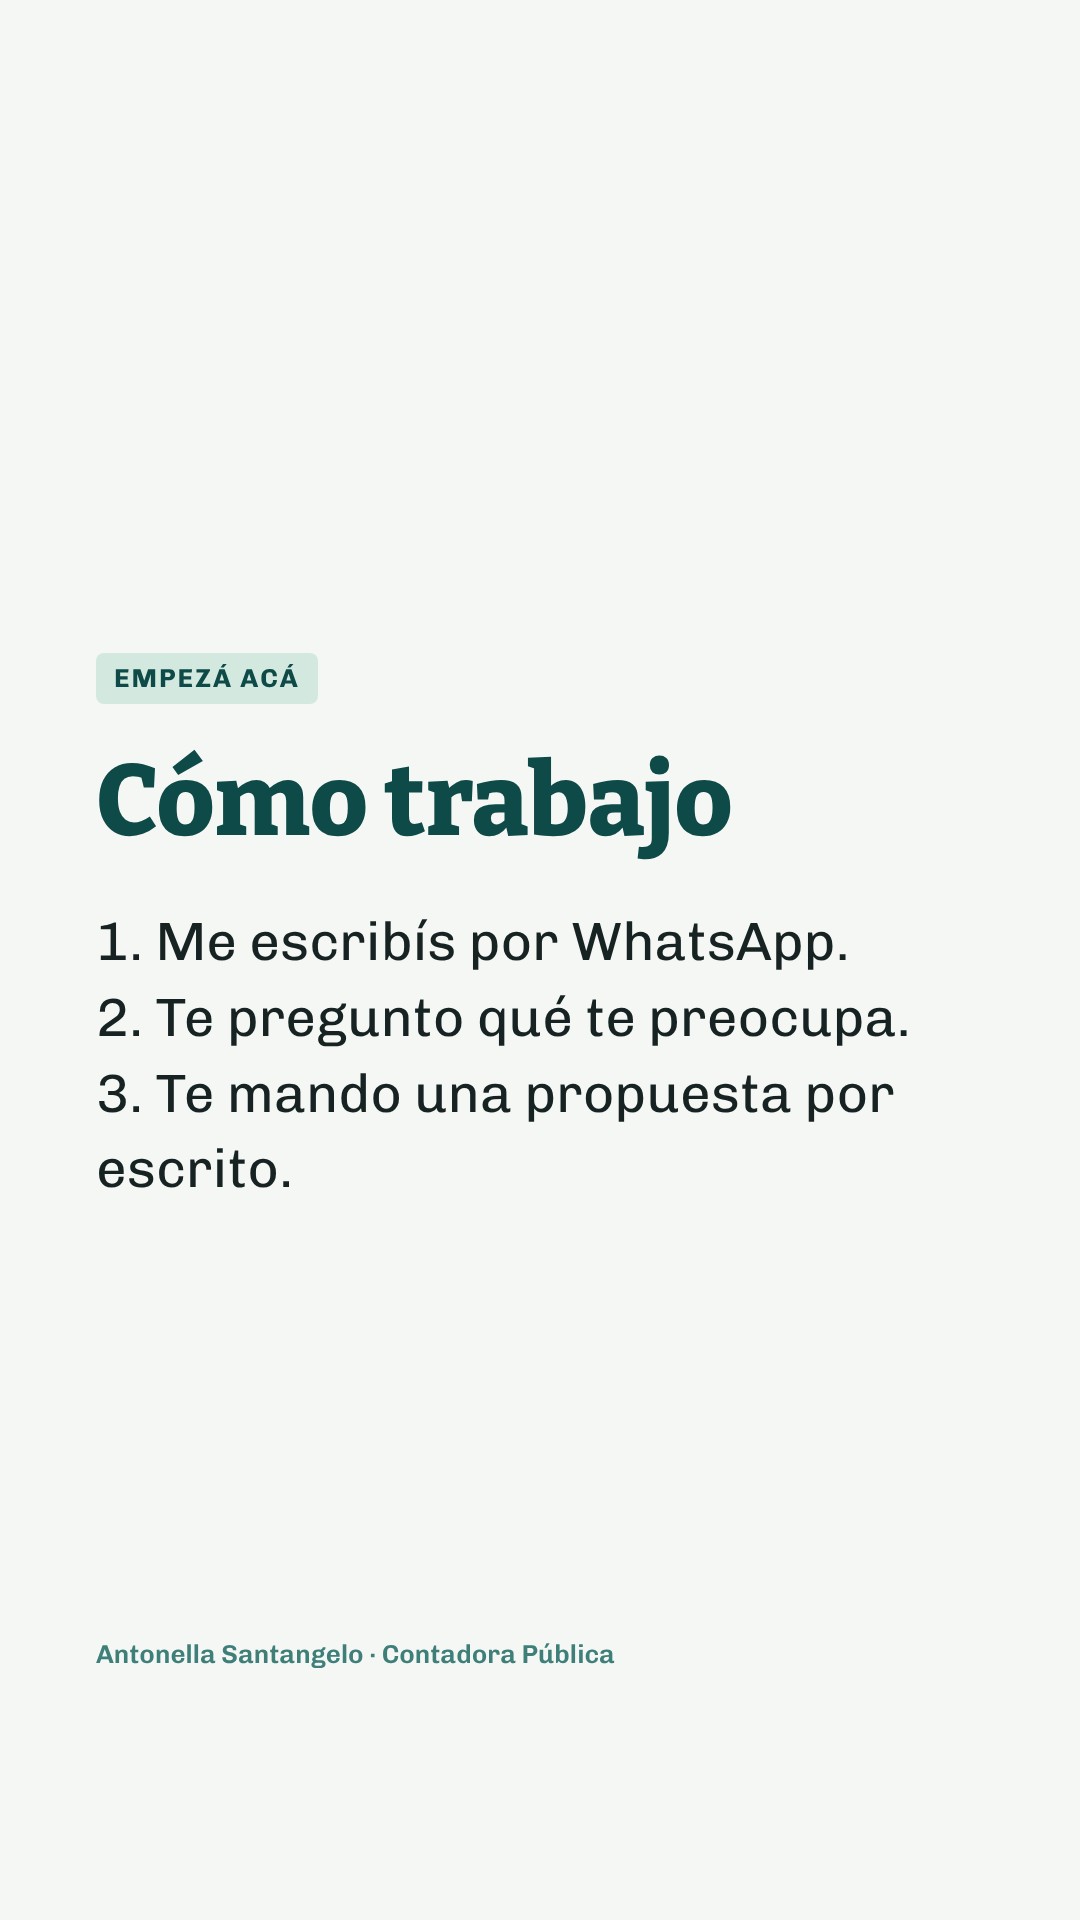 EMPEZÁ ACÁ
Cómo trabajo
1. Me escribís por WhatsApp.
2. Te pregunto qué te preocupa.
3. Te mando una propuesta por
escrito.
Antonella Santangelo · Contadora Pública